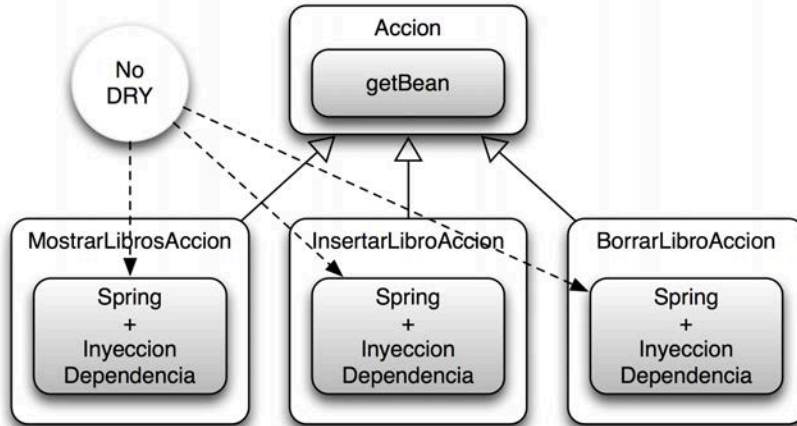 No
DRY
Accion
getBean
MostrarLibrosAccion
Spring
+
Inyeccion
Dependencia
InsertarLibroAccion
Spring
+
Inyeccion
Dependencia
BorrarLibroAccion
Spring
+
Inyeccion
Dependencia